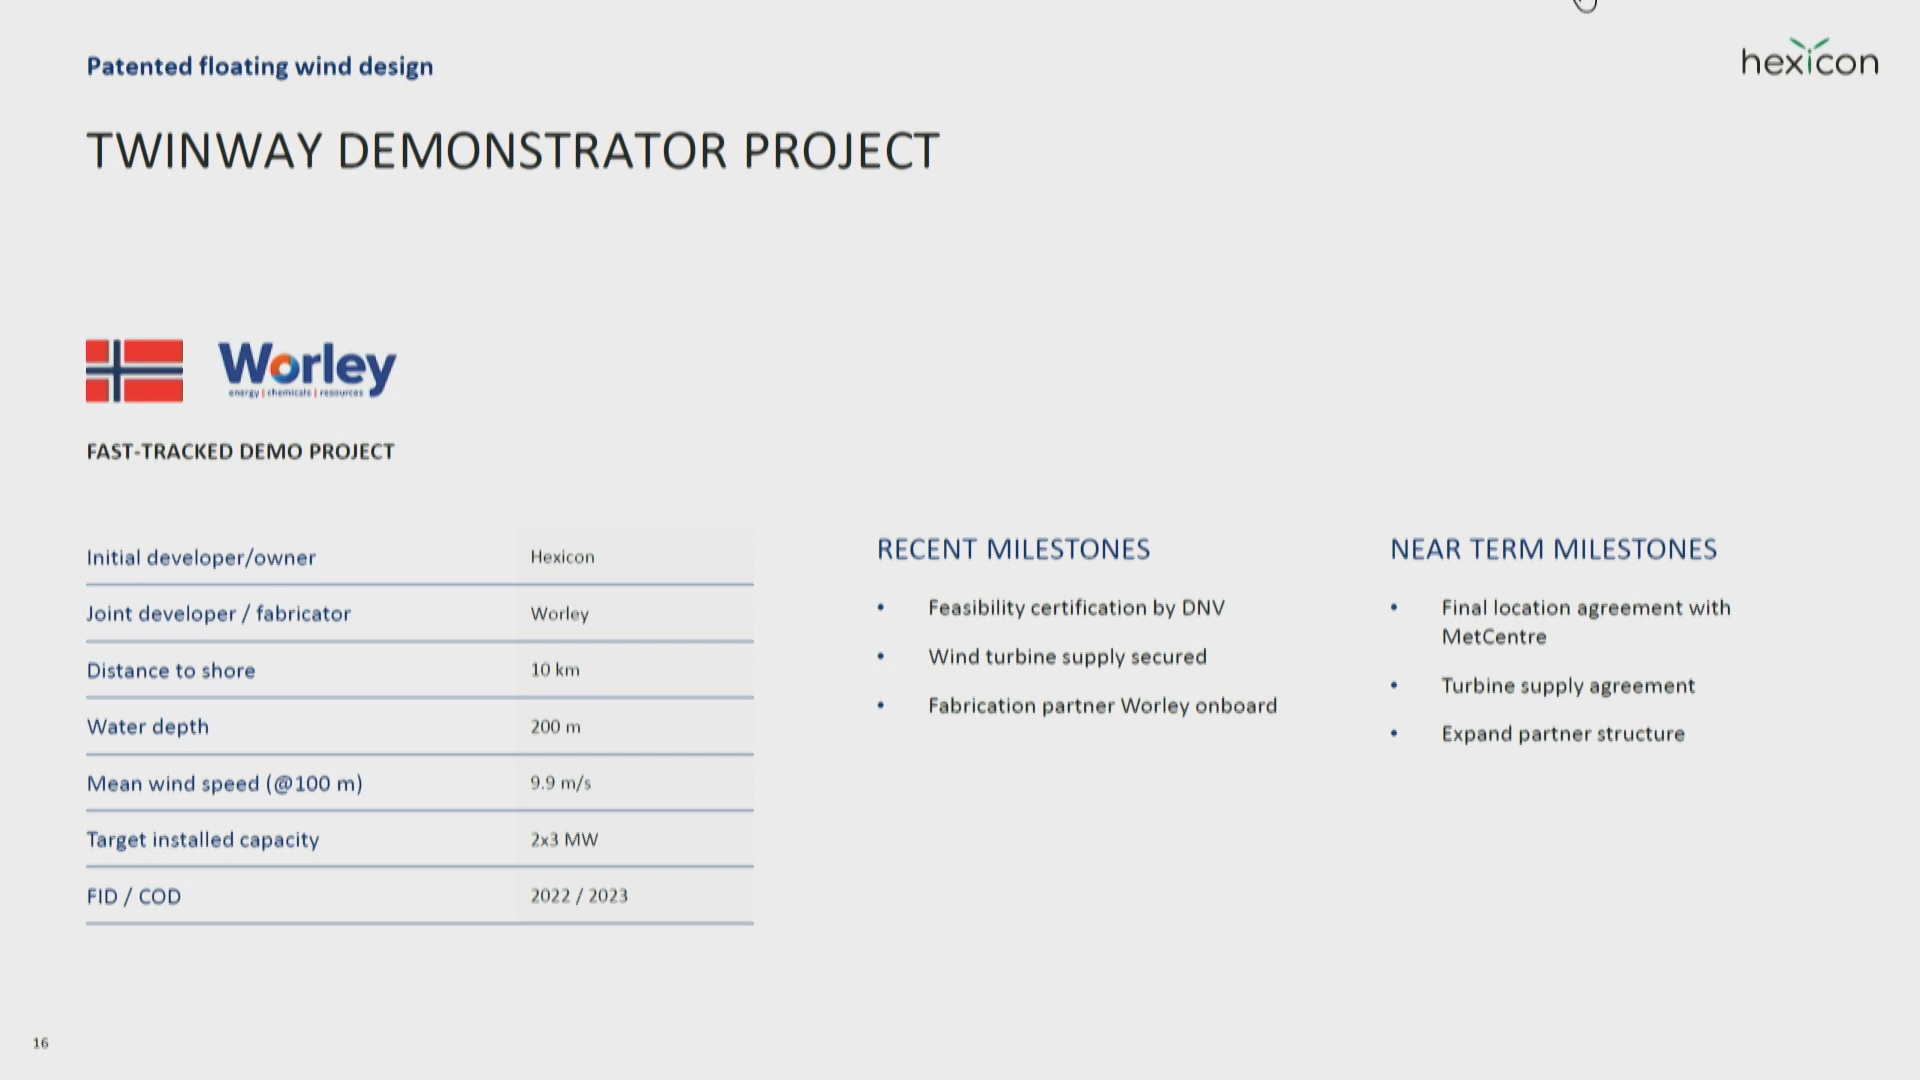 Patented floating wind design
hexicon
TWINWAY DEMONSTRATOR PROJECT
Worley
energy | chemicals | resources
FAST-TRACKED DEMO PROJECT
Initial developer/owner Hexicon
Joint developer / fabricator Worley
Distance to shore 10 km
Water depth 200 m
Mean wind speed (@100 m) 9.9 m/s
Target installed capacity 2x3 MW
FID / COD 2022 / 2023
RECENT MILESTONES
• Feasibility certification by DNV
• Wind turbine supply secured
• Fabrication partner Worley onboard
NEAR TERM MILESTONES
• Final location agreement with
MetCentre
• Turbine supply agreement
• Expand partner structure
16